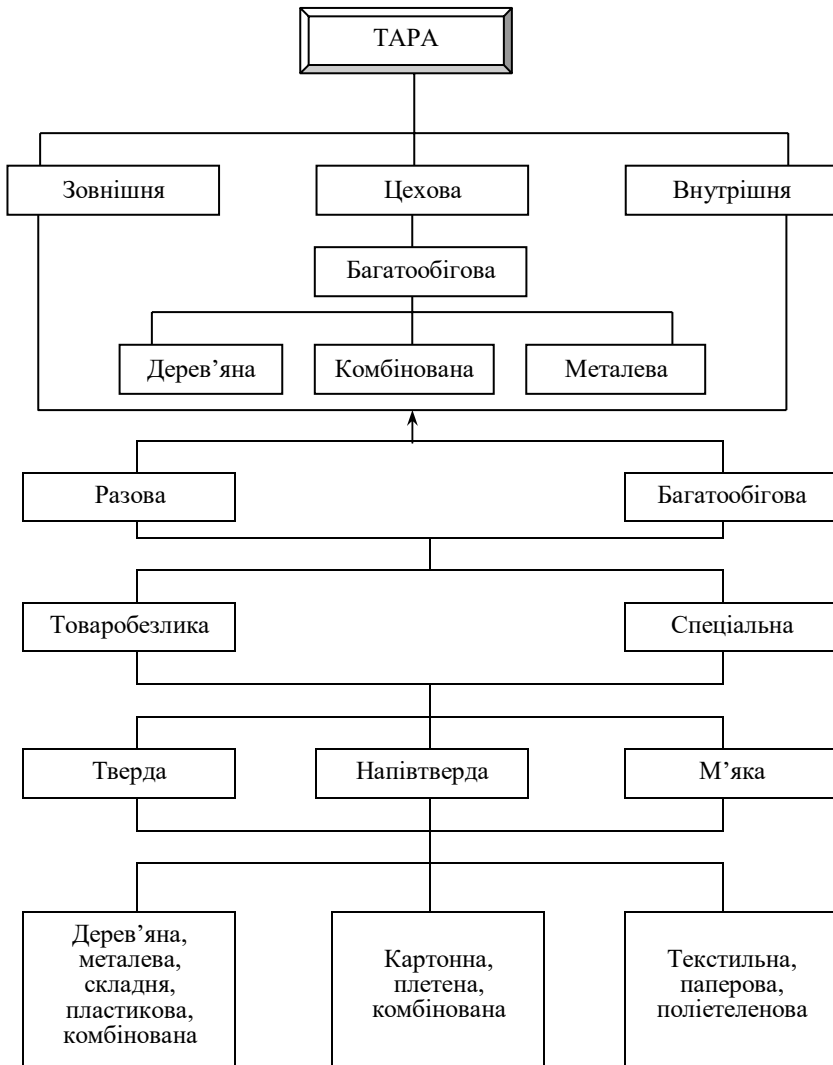 ТАРА
Зовнішня
Цехова
Внутрішня
Багатообігова
Дерев’яна
Комбінована
Металева
Разова
Багатообігова
Товаробезлика
Спеціальна
Тверда
Напівтверда
М’яка
Дерев’яна,
металева,
складня,
пластикова,
комбінована
Картонна,
плетена,
комбінована
Текстильна,
паперова,
поліетеленова